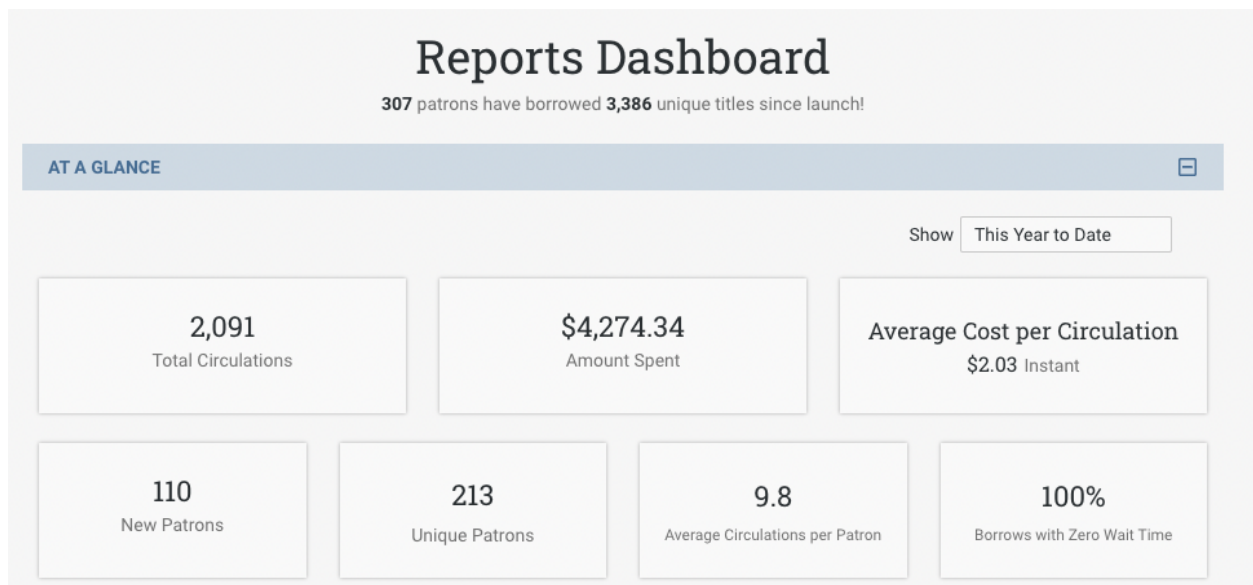 Reports Dashboard
307 patrons have borrowed 3,386 unique titles since launch!
AT A GLANCE
Show This Year to Date
2,091
Total Circulations
$4,274.34
Amount Spent
Average Cost per Circulation
$2.03 Instant
110
New Patrons
213
Unique Patrons
9.8
Average Circulations per Patron
100%
Borrows with Zero Wait Time